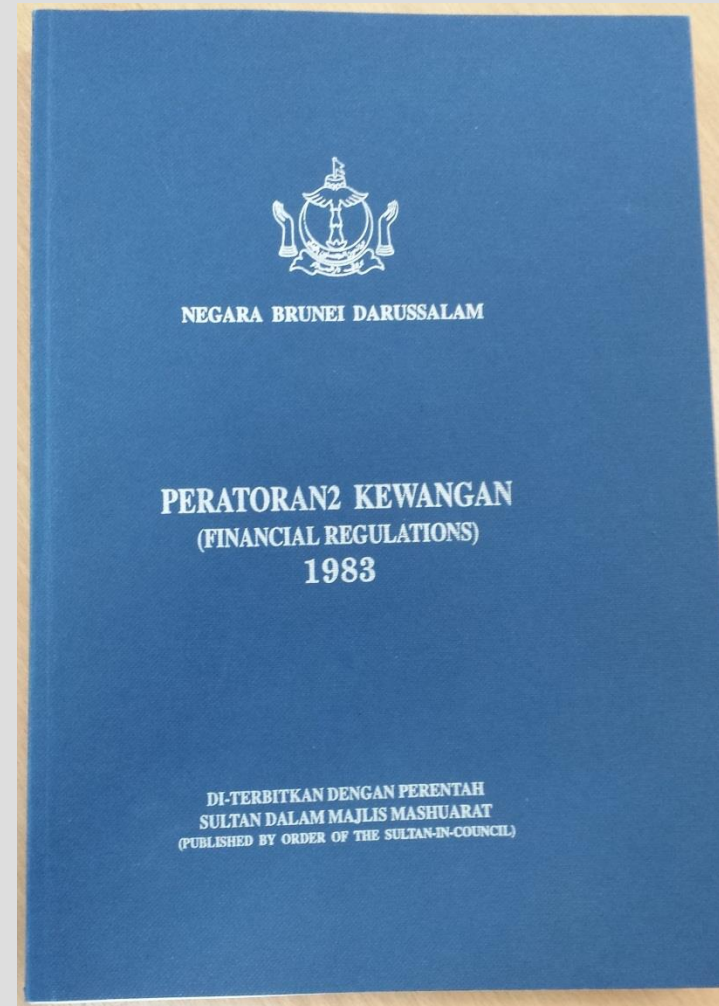 NEGARA BRUNEI DARUSSALAM
PERATORAN2 KEWANGAN
(FINANCIAL REGULATIONS)
1983
DI-TERBITKAN DENGAN PERENTAH
SULTAN DALAM MAJLIS MASHUARAT
(PUBLISHED BY ORDER OF THE SULTAN-IN-COUNCIL)